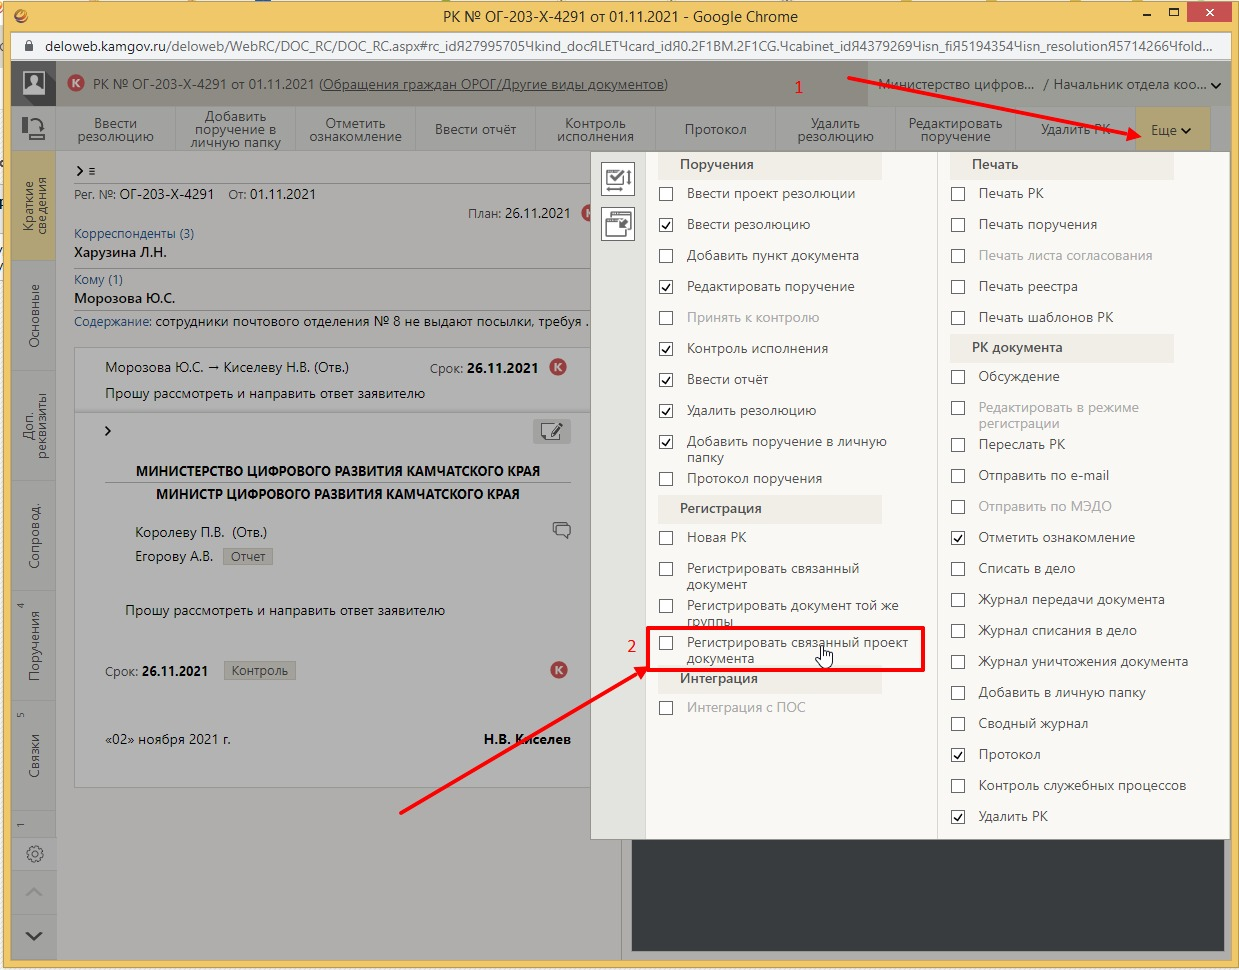 РК № ОГ-203-Х-4291 от 01.11.2021 - Google Chrome
deloweb.kamgov.ru/deloweb/WebRC/DOC_RC/DOC_RC.aspx#rc_idЯ27995705Чkind_docЯLETЧcard_idЯ0.2F1BM.2F1CG.Чcabinet_idЯ4379269Чisn_fiЯ5194354Чisn_resolutionЯ5714266Чfold...
К РК № ОГ-203-Х-4291 от 01.11.2021 (Обращения граждан ОРОГ/Другие виды документов)
1
Министерство цифров... / Начальник отдела коо...
Ввести
резолюцию
Добавить
поручение в
личную папку
Отметить
ознакомление
Ввести отчёт
Контроль
исполнения
Протокол
Удалить
резолюцию
Редактировать
поручение
Удалить РК
Еще
Краткие
сведения
Основные
Доп.
реквизиты
Сопровод.
4
Поручения
5
Связки
1
Рег. №: ОГ-203-Х-4291 От: 01.11.2021
План: 26.11.2021
Корреспонденты (3)
Харузина Л.Н.
Кому (1)
Морозова Ю.С.
Содержание: сотрудники почтового отделения № 8 не выдают посылки, требуя .
Морозова Ю.С. → Киселеву Н.В. (Отв.)
Срок: 26.11.2021 К
Прошу рассмотреть и направить ответ заявителю
МИНИСТЕРСТВО ЦИФРОВОГО РАЗВИТИЯ КАМЧАТСКОГО КРАЯ
МИНИСТР ЦИФРОВОГО РАЗВИТИЯ КАМЧАТСКОГО КРАЯ
Королеву П.В. (Отв.)
Егорову А.В. Отчет
Прошу рассмотреть и направить ответ заявителю
Срок: 26.11.2021 Контроль К
«02» ноября 2021 г.
Н.В. Киселев
Поручения
Ввести проект резолюции
Ввести резолюцию
Добавить пункт документа
Редактировать поручение
Принять к контролю
Контроль исполнения
Ввести отчёт
Удалить резолюцию
Добавить поручение в личную
папку
Протокол поручения
Регистрация
Новая РК
Регистрировать связанный
документ
Регистрировать документ той же
группы
2
Регистрировать связанный проект
документа
Интеграция
Интеграция с ПОС
Печать
Печать РК
Печать поручения
Печать листа согласования
Печать реестра
Печать шаблонов РК
РК документа
Обсуждение
Редактировать в режиме
регистрации
Переслать РК
Отправить по e-mail
Отправить по МЭДО
Отметить ознакомление
Списать в дело
Журнал передачи документа
Журнал списания в дело
Журнал уничтожения документа
Добавить в личную папку
Сводный журнал
Протокол
Контроль служебных процессов
Удалить РК